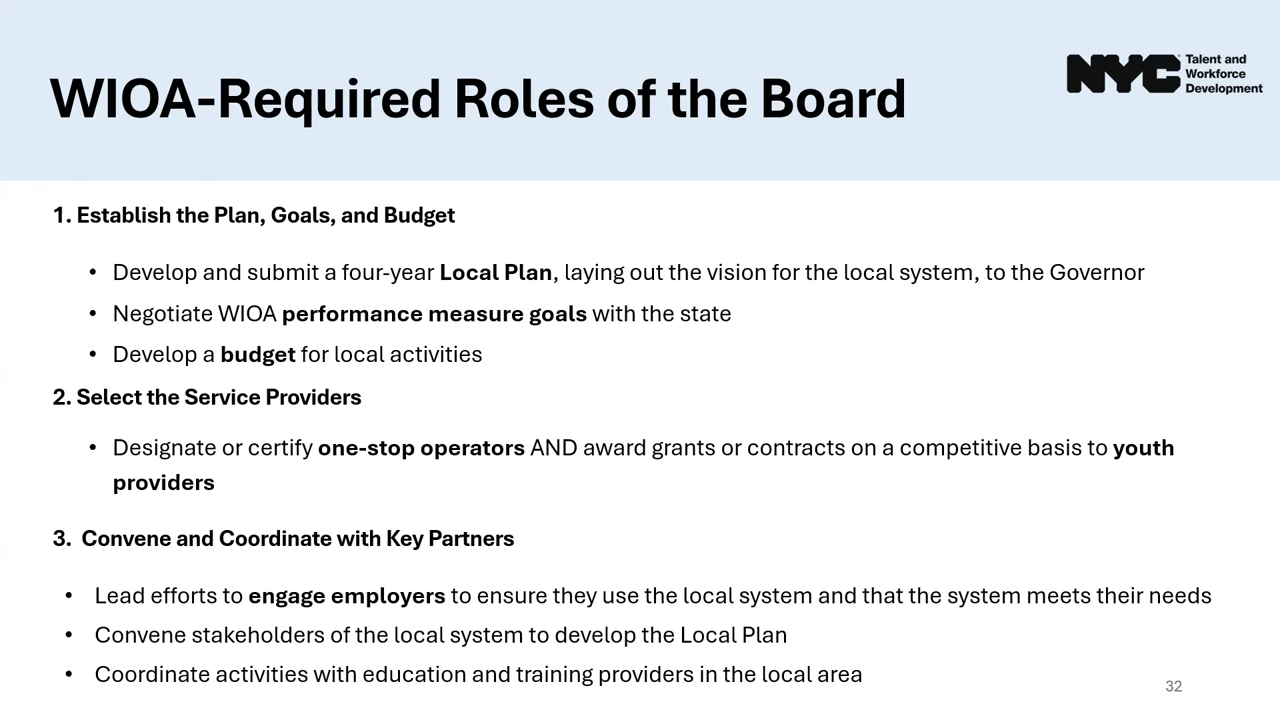 WIOA-Required Roles of the Board
NYC Talent and
Workforce
Development
1. Establish the Plan, Goals, and Budget
• Develop and submit a four-year Local Plan, laying out the vision for the local system, to the Governor
• Negotiate WIOA performance measure goals with the state
• Develop a budget for local activities
2. Select the Service Providers
• Designate or certify one-stop operators AND award grants or contracts on a competitive basis to youth
providers
3. Convene and Coordinate with Key Partners
• Lead efforts to engage employers to ensure they use the local system and that the system meets their needs
• Convene stakeholders of the local system to develop the Local Plan
• Coordinate activities with education and training providers in the local area
32